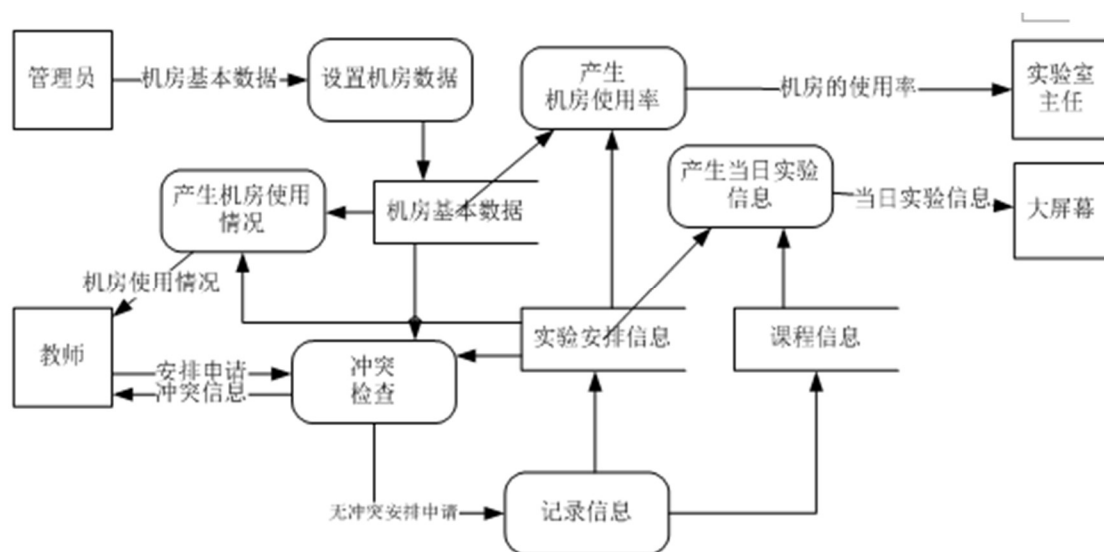 管理员
机房基本数据
设置机房数据
产生
机房使用率
机房的使用率
实验室
主任
产生机房使用
情况
机房基本数据
产生当日实验
信息
当日实验信息
大屏幕
机房使用情况
教师
安排申请
冲突信息
冲突
检查
实验安排信息
课程信息
无冲突安排申请
记录信息